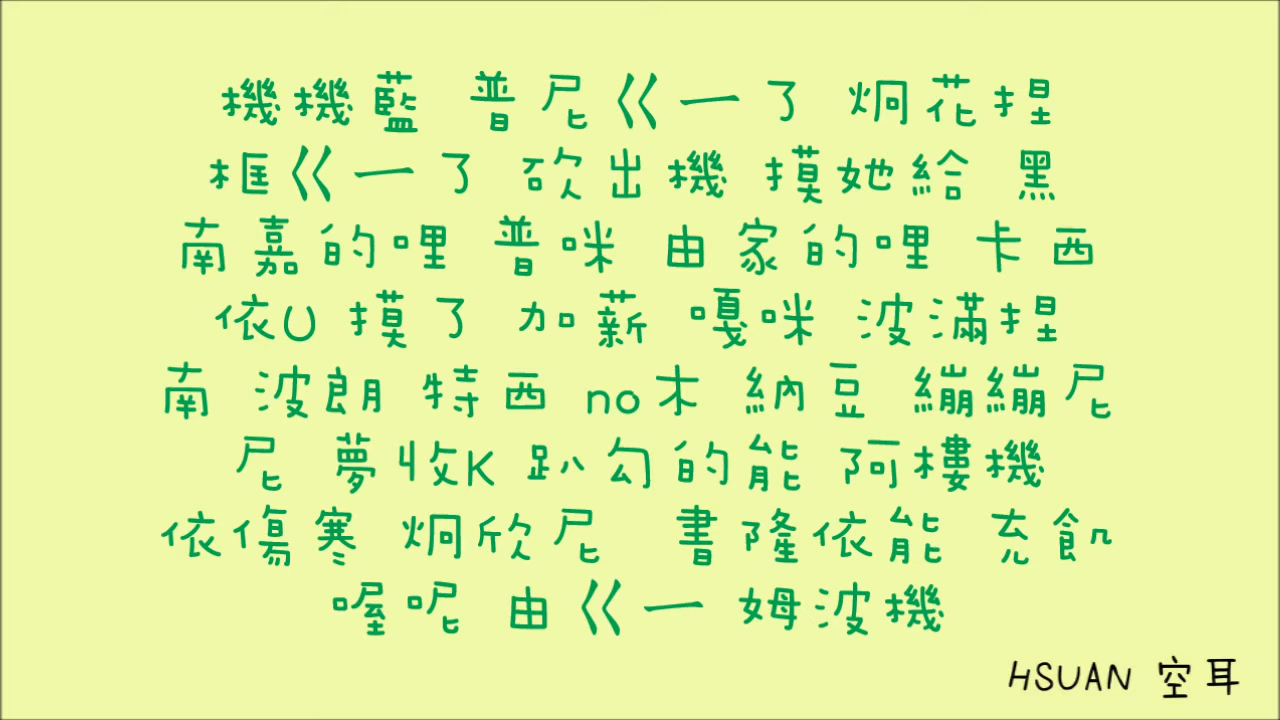 機機藍 普尼ㄍㄧ了 炯花捏
框ㄍㄧ了 砍出機 摸她給 黑
南嘉的哩 普咪 由家的哩 卡西
依U 摸了 加薪 嘎咪 波滿捏
南 波朗 特西 no木 納豆 繃繃尼
尼 夢收K 趴勾的能 阿樓機
依傷寒 炯欣尼 書隆依能 充飢
喔呢 由ㄍㄧ 姆波機
HSUAN 空耳